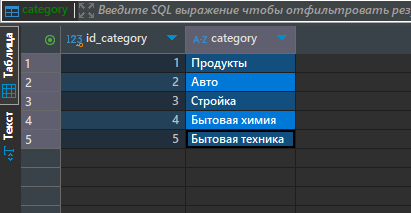 category Введите SQL выражение чтобы отфильтровать рез
Таблица
Текст
123 id_category A-Z category
1 1 Продукты
2 2 Авто
3 3 Стройка
4 4 Бытовая химия
5 5 Бытовая техника